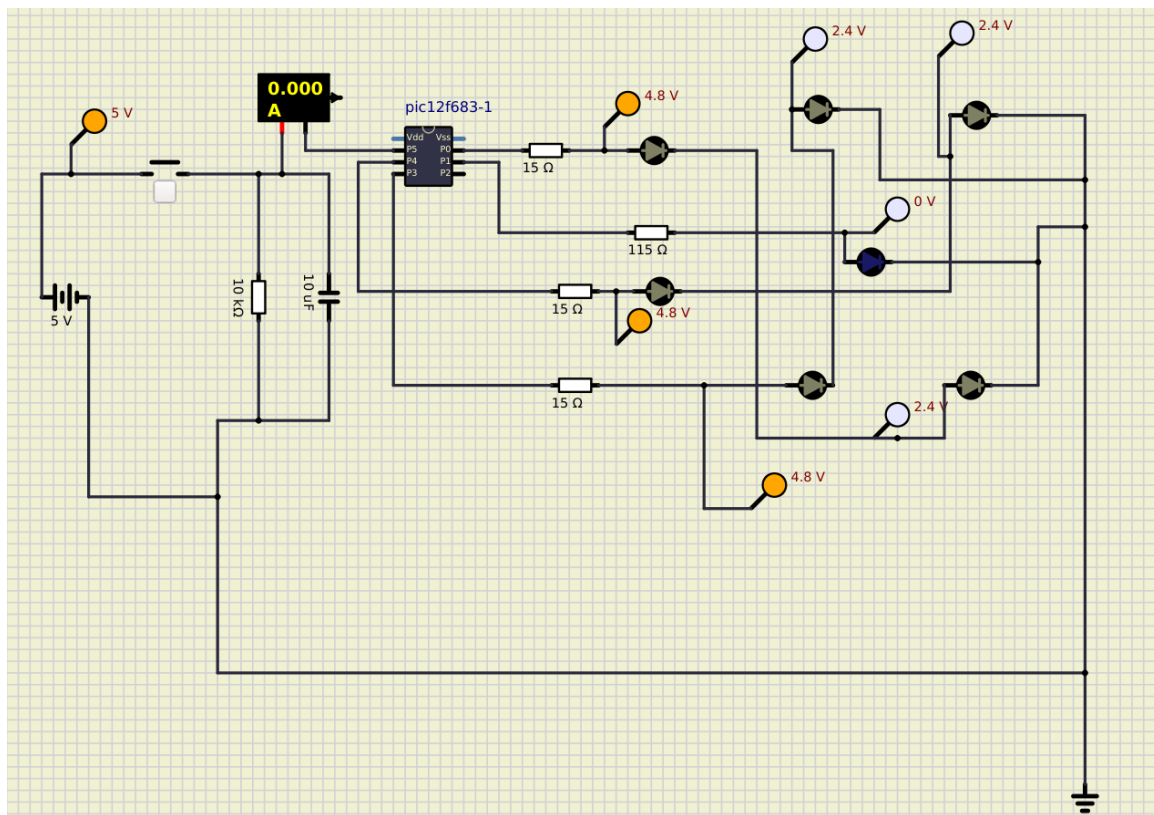 2.4 V
2.4 V
0.000
A
pic12f683-1
4.8 V
5 V
Vdd
Vss
P5
P0
P4
P1
P3
P2
15 Ω
0 V
115 Ω
10 kΩ
10 uF
5 V
15 Ω
4.8 V
15 Ω
2.4 V
4.8 V